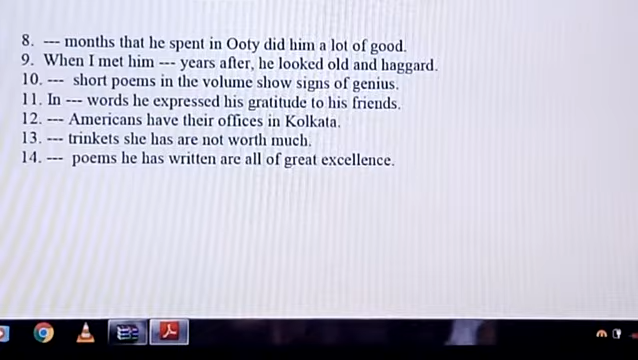 8. --- months that he spent in Ooty did him a lot of good.
9. When I met him --- years after, he looked old and haggard.
10. --- short poems in the volume show signs of genius.
11. In --- words he expressed his gratitude to his friends.
12. --- Americans have their offices in Kolkata.
13. --- trinkets she has are not worth much.
14. --- poems he has written are all of great excellence.